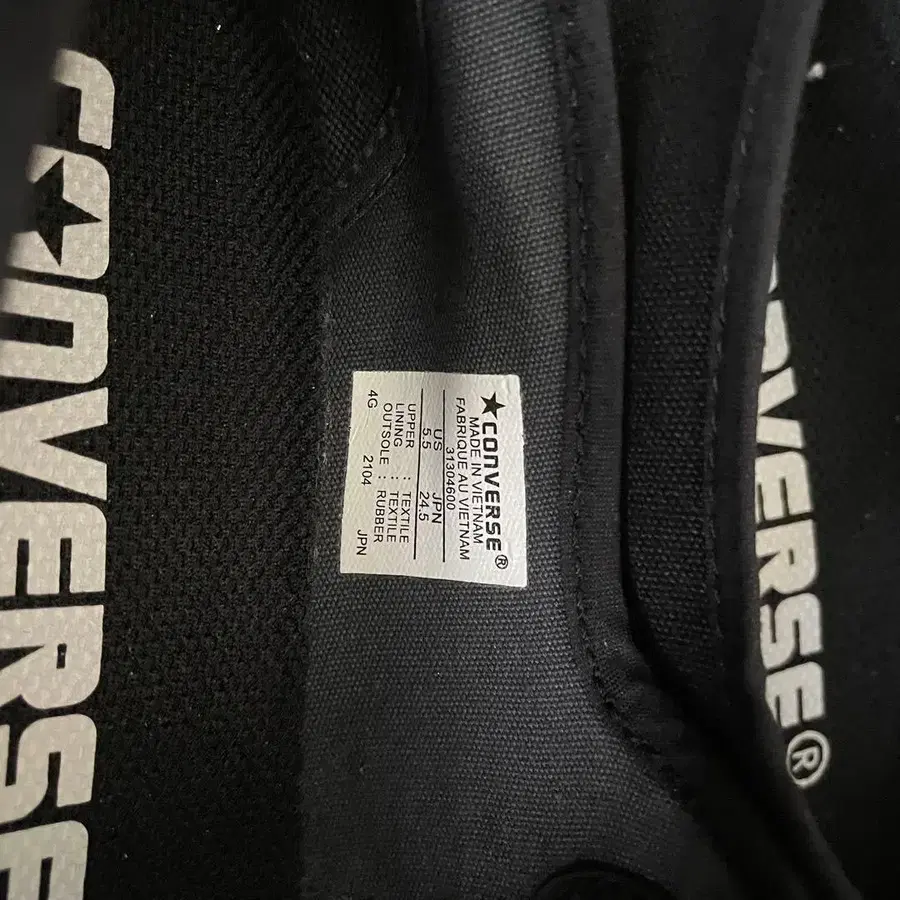 CONVERSE
★CONVERSE®
MADE IN VIETNAM
FABRIQUE AU VIETNAM
31304600
US JPN
5.5 24.5
UPPER : TEXTILE
LINING : TEXTILE
OUTSOLE : RUBBER
4G 2104 JPN
ONVERSE®